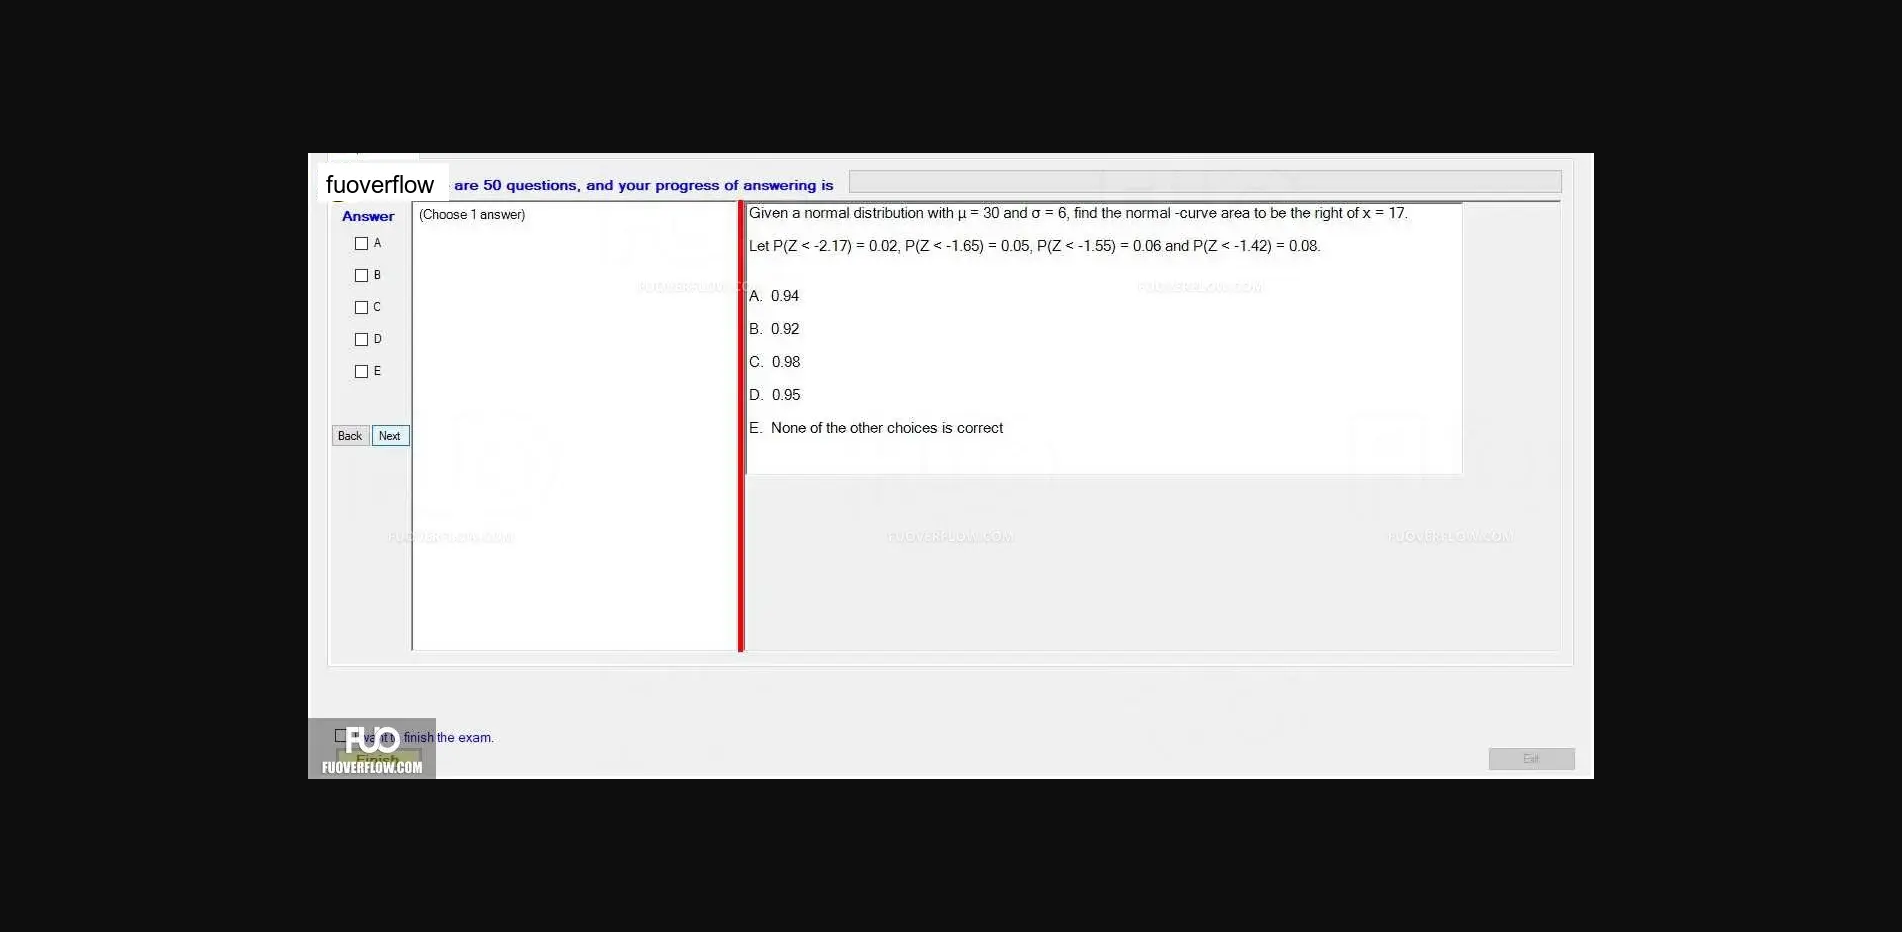 fuoverflow are 50 questions, and your progress of answering is
Answer
(Choose 1 answer)
A
B
C
D
E
Back Next
Given a normal distribution with μ = 30 and σ = 6, find the normal -curve area to be the right of x = 17.
Let P(Z < -2.17) = 0.02, P(Z < -1.65) = 0.05, P(Z < -1.55) = 0.06 and P(Z < -1.42) = 0.08.
A. 0.94
B. 0.92
C. 0.98
D. 0.95
E. None of the other choices is correct
FUOVERFLOW.COM
FUOVERFLOW.COM
FUOVERFLOW.COM
FUOVERFLOW.COM
FUOVERFLOW.COM
want to finish the exam.
FUO
Finish
FUOVERFLOW.COM
Exit